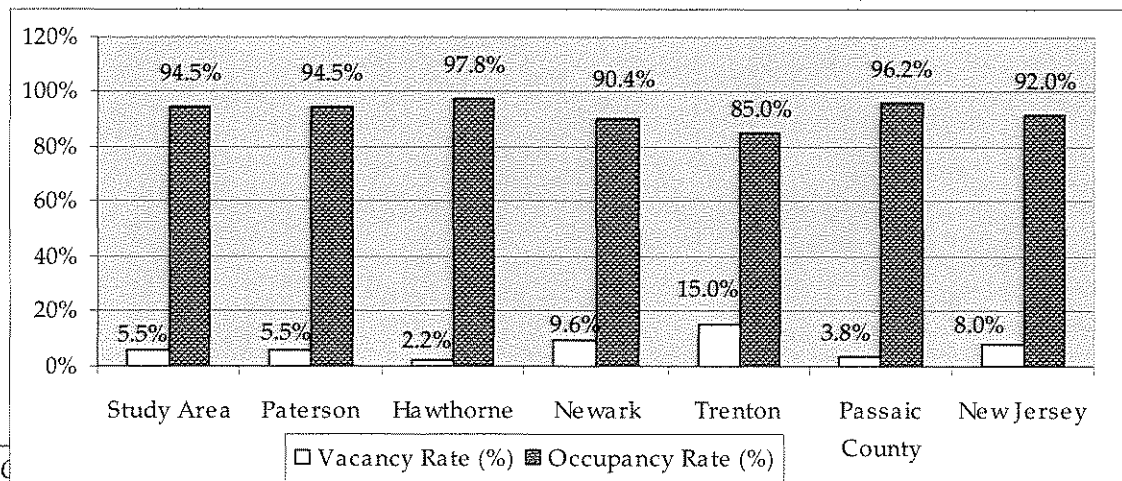 120%
97.8%
94.5% 94.5% 96.2%
90.4% 92.0%
100%
85.0%
80%
60%
40%
15.0%
20%
9.6% 8.0%
5.5% 5.5% 3.8%
2.2%
0%
Study Area Paterson Hawthorne Newark Trenton Passaic New Jersey
County
Vacancy Rate (%) Occupancy Rate (%)